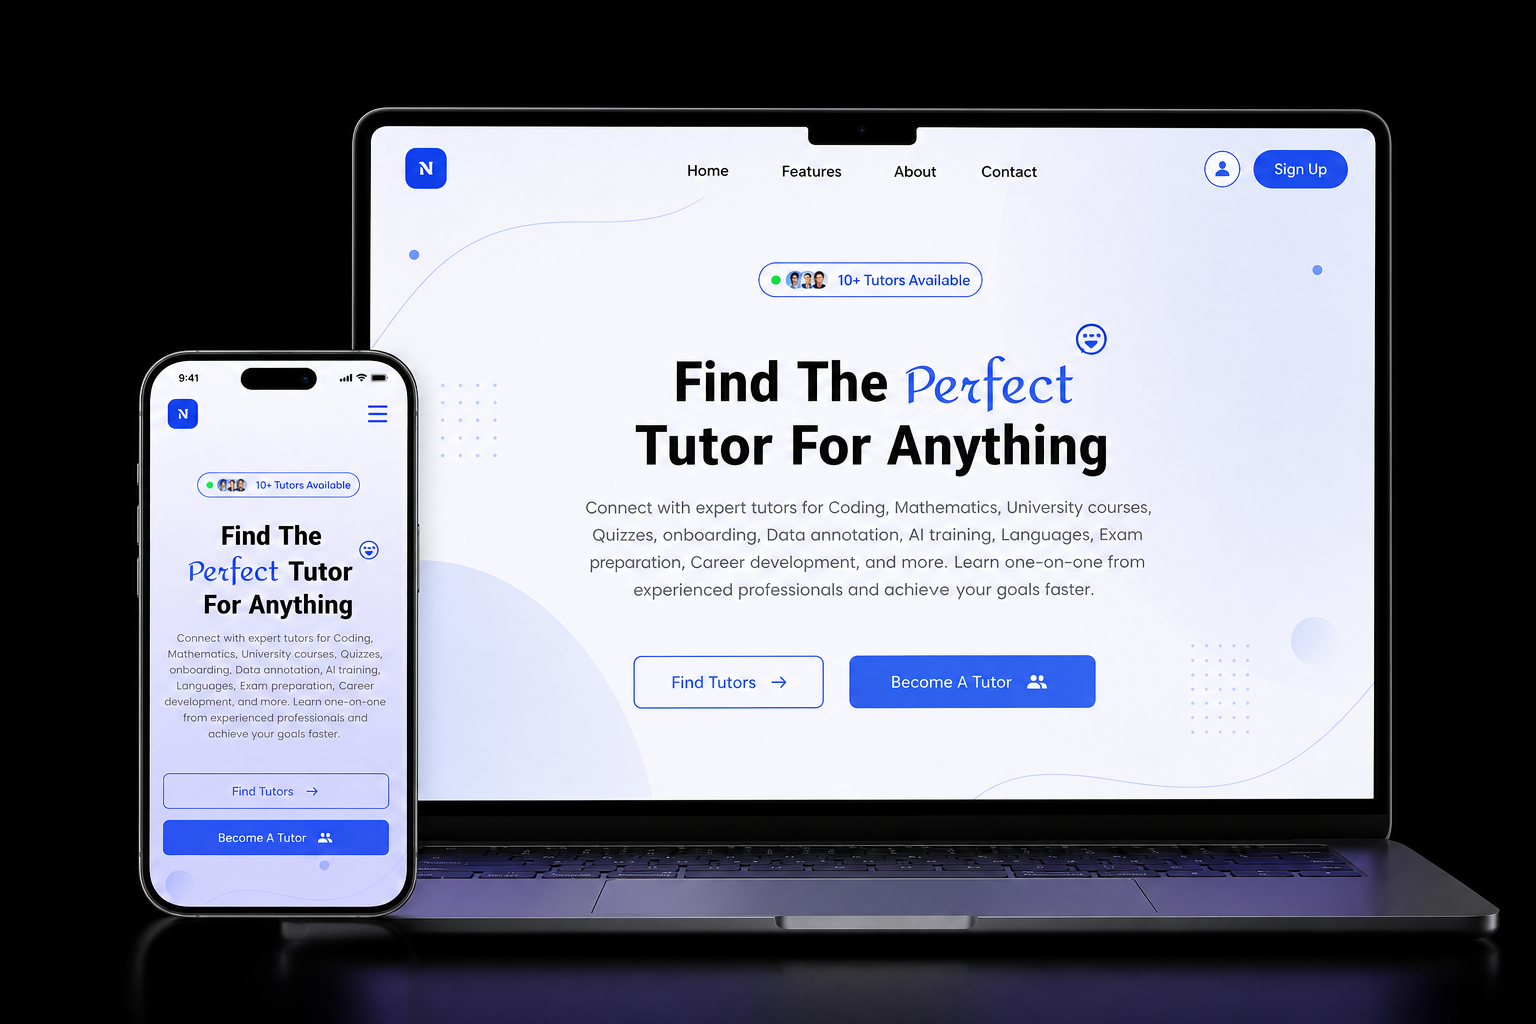 N
Home Features About Contact
Sign Up
10+ Tutors Available
Find The Perfect
Tutor For Anything
Connect with expert tutors for Coding, Mathematics, University courses,
Quizzes, onboarding, Data annotation, AI training, Languages, Exam
preparation, Career development, and more. Learn one-on-one from
experienced professionals and achieve your goals faster.
Find Tutors →
Become A Tutor
9:41
N
10+ Tutors Available
Find The
Perfect Tutor
For Anything
Connect with expert tutors for Coding,
Mathematics, University courses, Quizzes,
onboarding, Data annotation, AI training,
Languages, Exam preparation, Career
development, and more. Learn one-on-one
from experienced professionals and
achieve your goals faster.
Find Tutors →
Become A Tutor